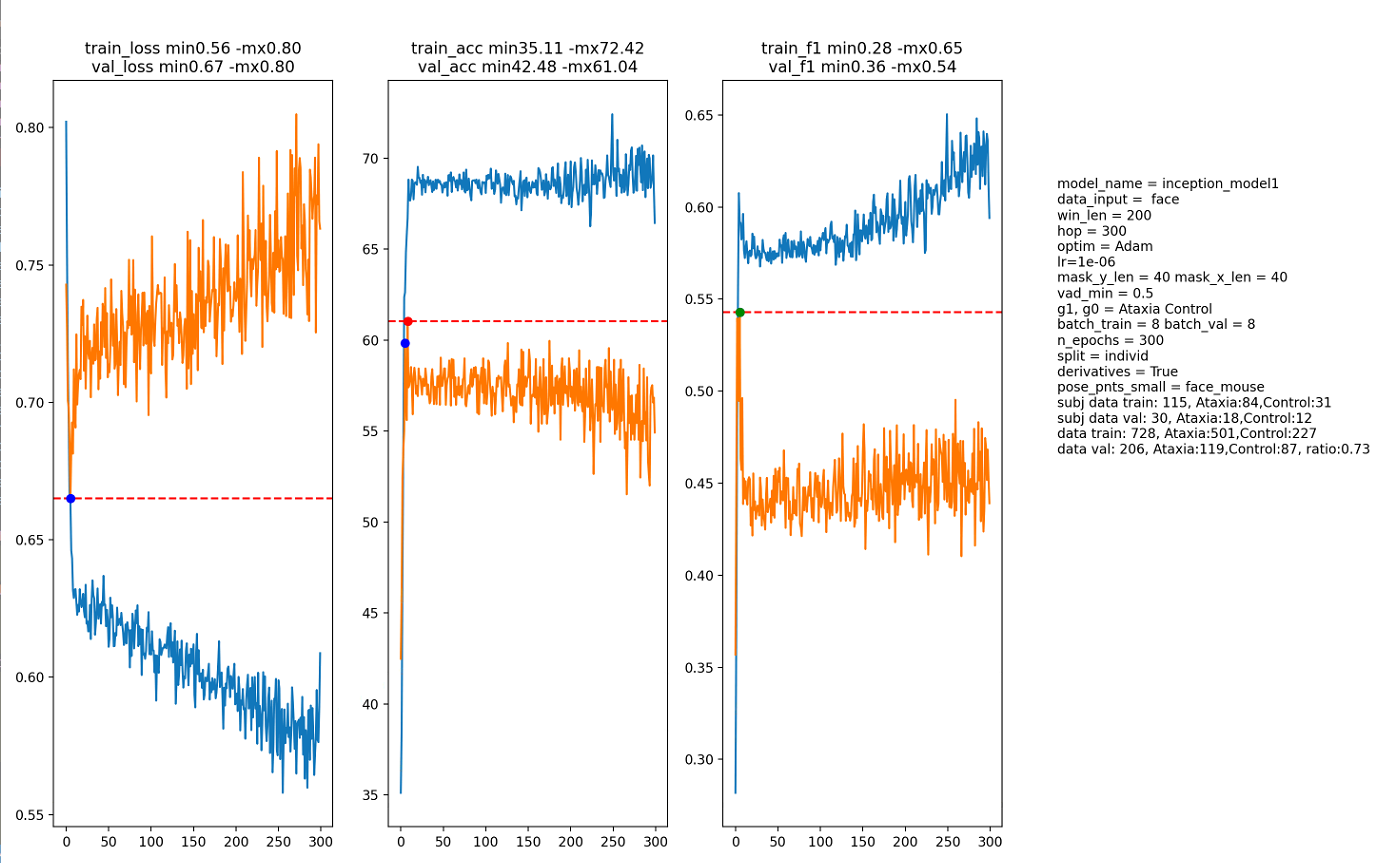 train_loss min0.56 -mx0.80
val_loss min0.67 -mx0.80
0.80
0.75
0.70
0.65
0.60
0.55
0 50 100 150 200 250 300
train_acc min35.11 -mx72.42
val_acc min42.48 -mx61.04
70
65
60
55
50
45
40
35
0 50 100 150 200 250 300
train_f1 min0.28 -mx0.65
val_f1 min0.36 -mx0.54
0.65
0.60
0.55
0.50
0.45
0.40
0.35
0.30
0 50 100 150 200 250 300
model_name = inception_model1
data_input =  face
win_len = 200
hop = 300
optim = Adam
lr=1e-06
mask_y_len = 40 mask_x_len = 40
vad_min = 0.5
g1, g0 = Ataxia Control
batch_train = 8 batch_val = 8
n_epochs = 300
split = individ
derivatives = True
pose_pnts_small = face_mouse
subj data train: 115, Ataxia:84,Control:31
subj data val: 30, Ataxia:18,Control:12
data train: 728, Ataxia:501,Control:227
data val: 206, Ataxia:119,Control:87, ratio:0.73